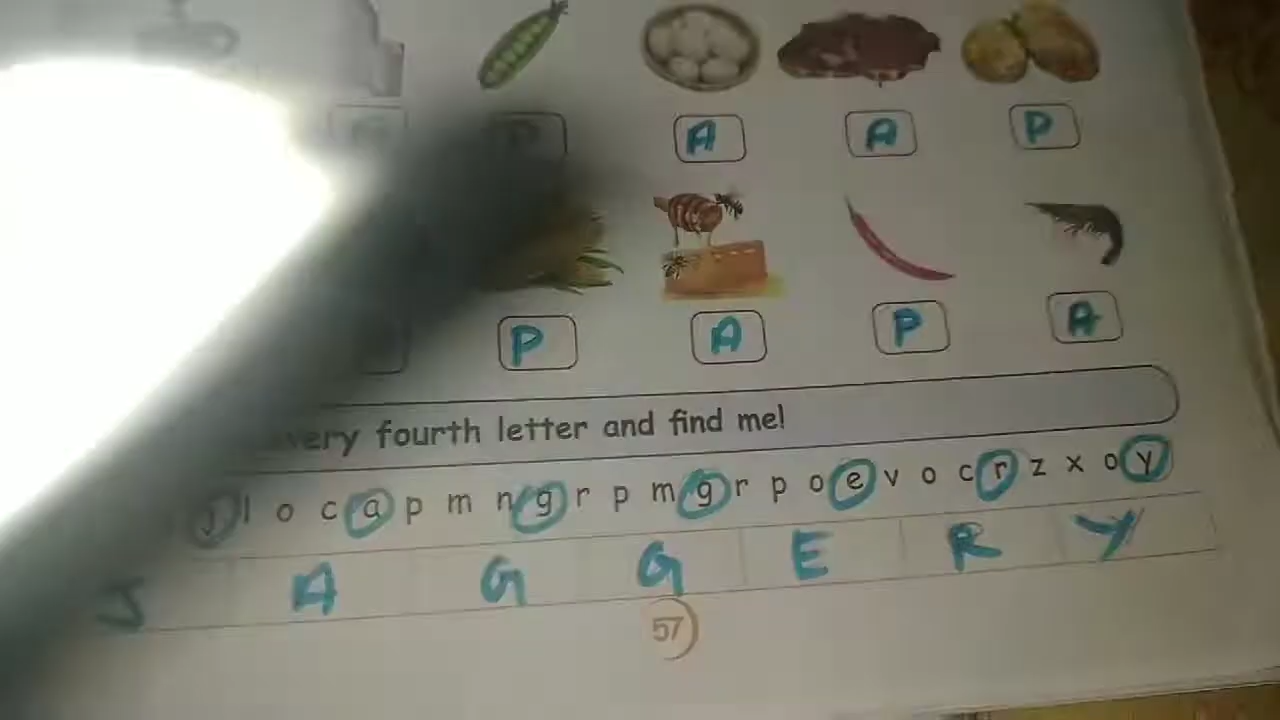 A A P
P A P A
very fourth letter and find me!
j l o c a p m n g r p m g r p o e v o c r z x o y
J A G G E R Y
57